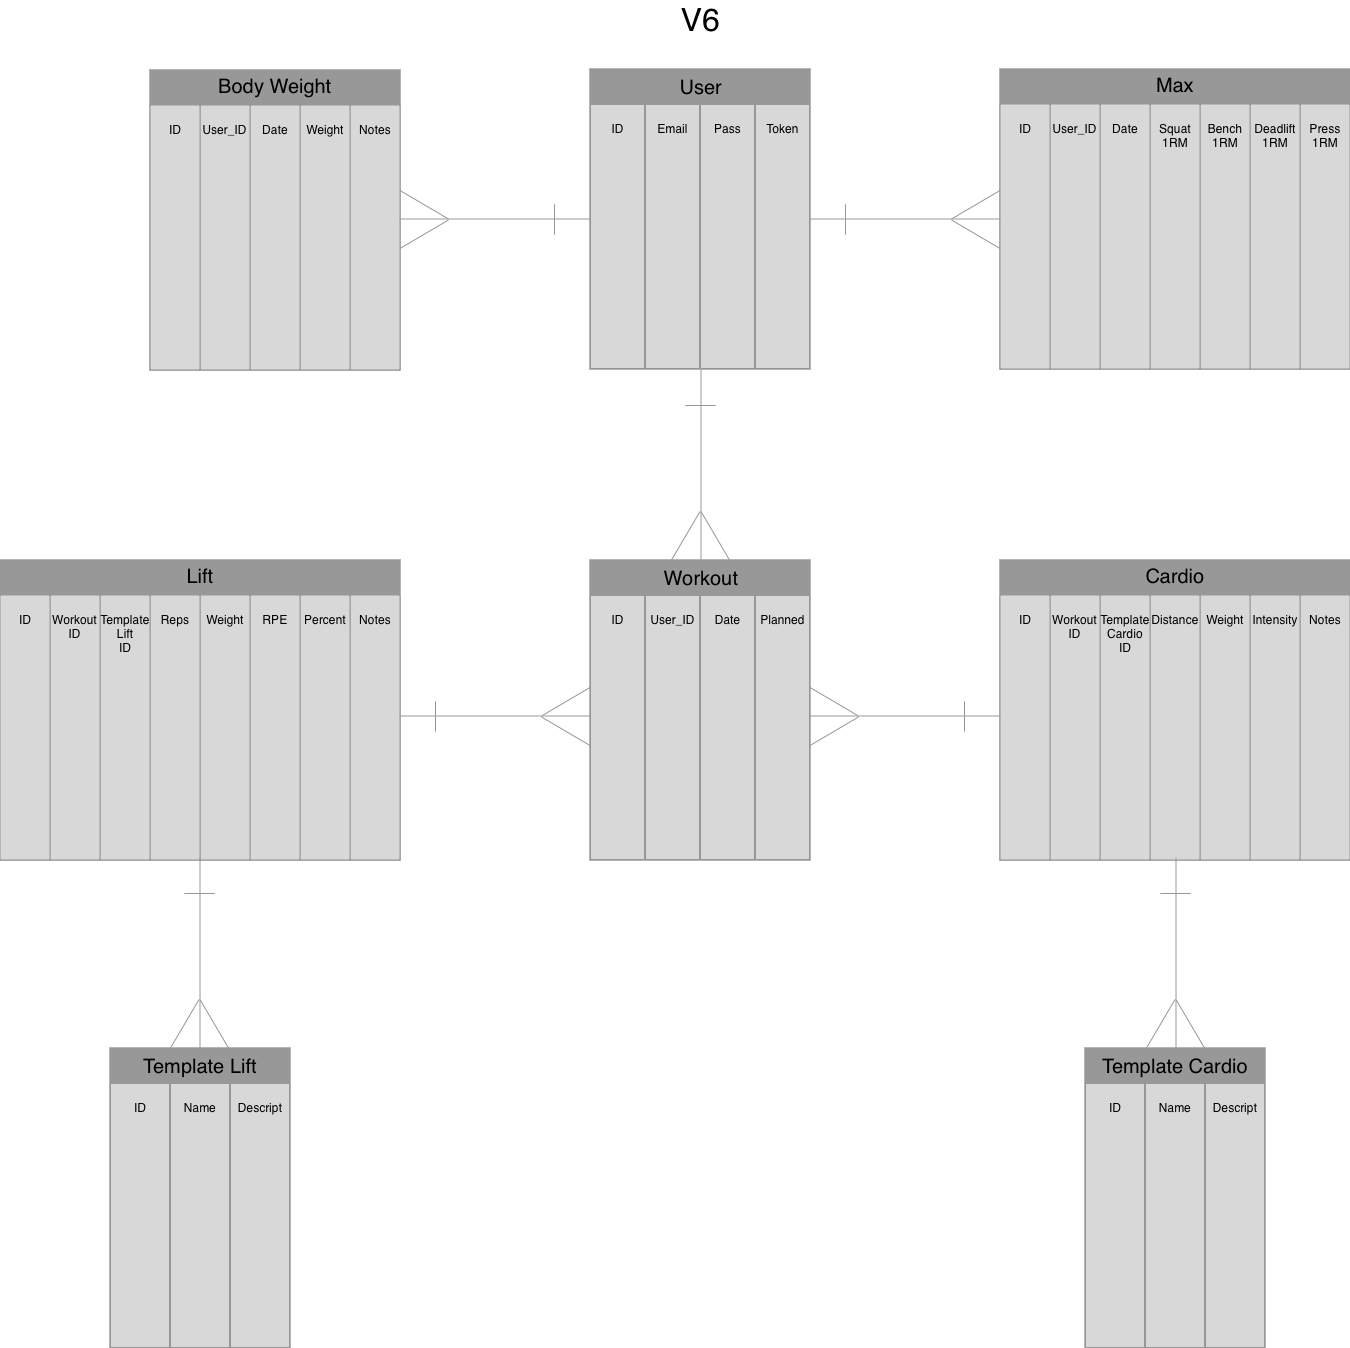 V6
Body Weight
ID User_ID Date Weight Notes
User
ID Email Pass Token
Max
ID User_ID Date Squat 1RM Bench 1RM Deadlift 1RM Press 1RM
Lift
ID Workout ID Template Lift ID Reps Weight RPE Percent Notes
Workout
ID User_ID Date Planned
Cardio
ID Workout ID Template Cardio ID Distance Weight Intensity Notes
Template Lift
ID Name Descript
Template Cardio
ID Name Descript